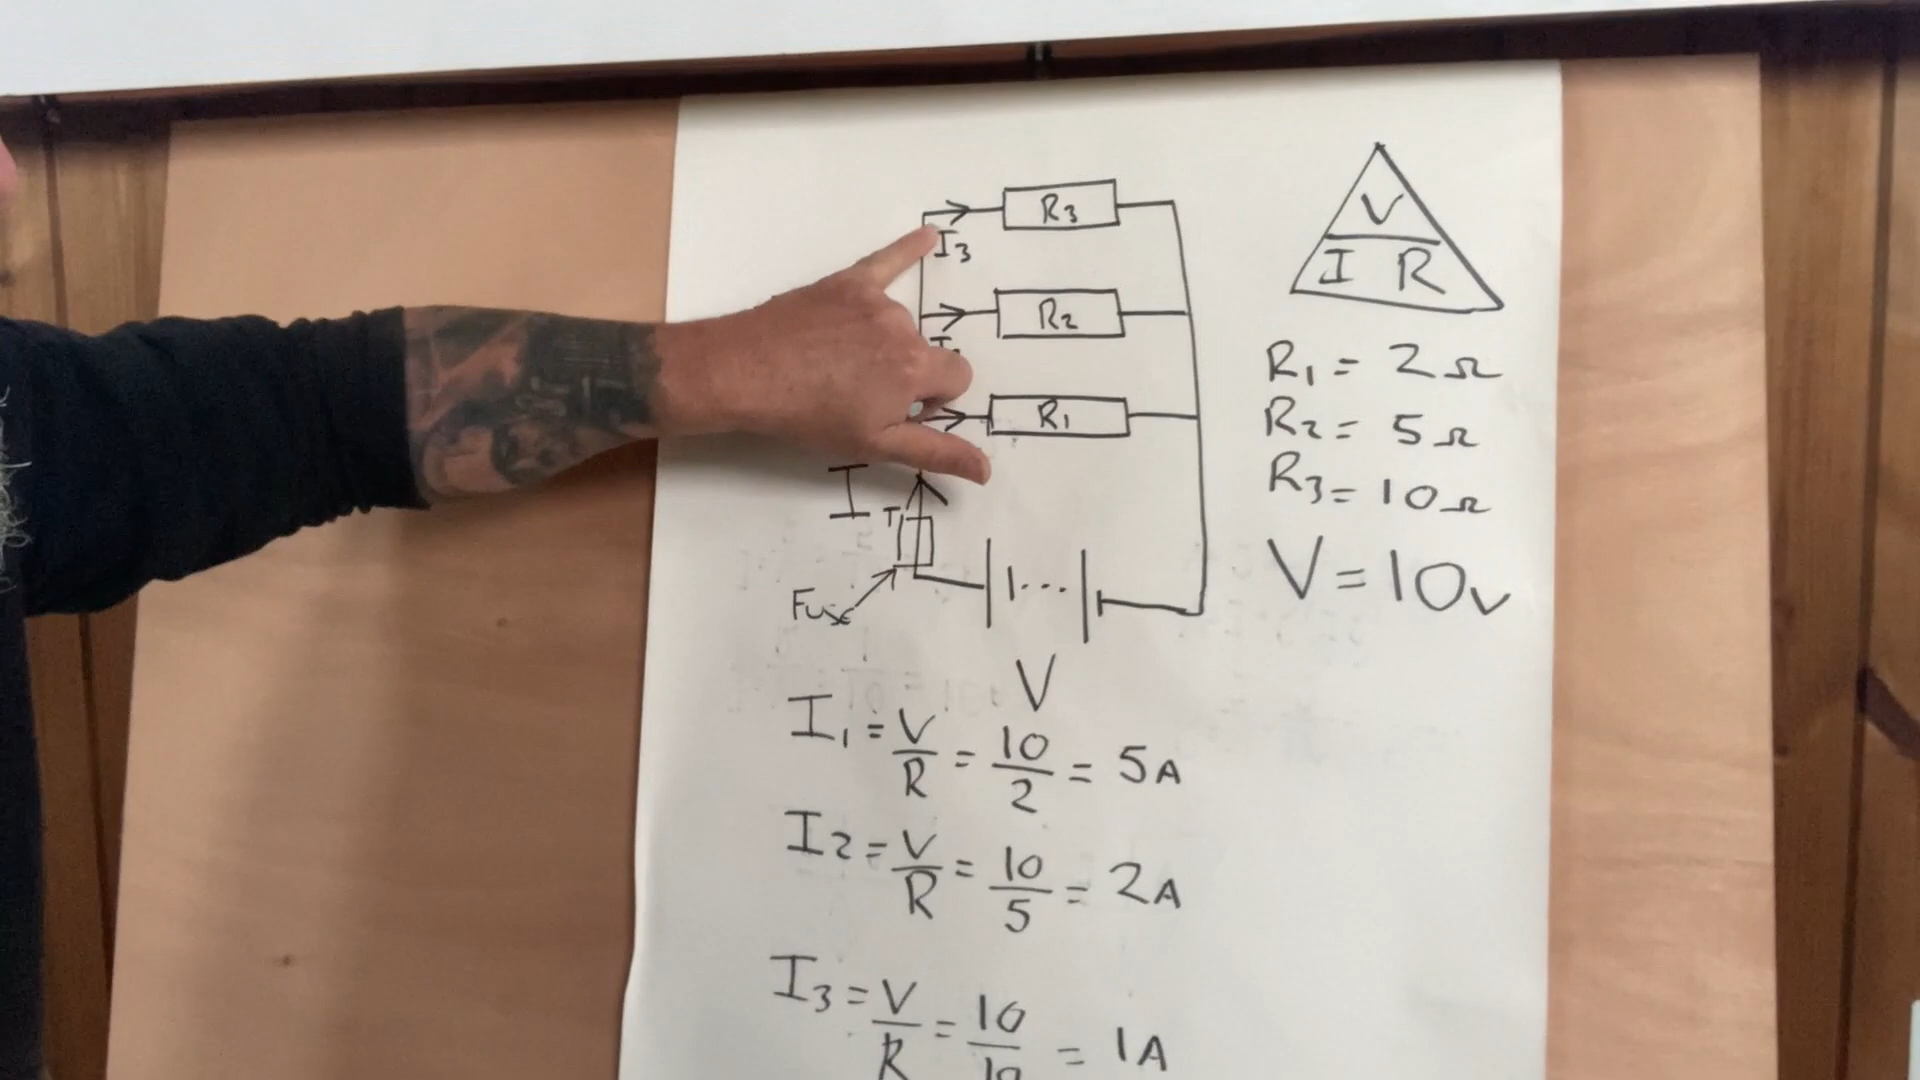 R3
I3
R2
R1
I
Fuse
V
V
I R
R1 = 2Ω
R2 = 5Ω
R3 = 10Ω
V = 10v
I1 = V/R = 10/2 = 5A
I2 = V/R = 10/5 = 2A
I3 = V/R = 10/10 = 1A